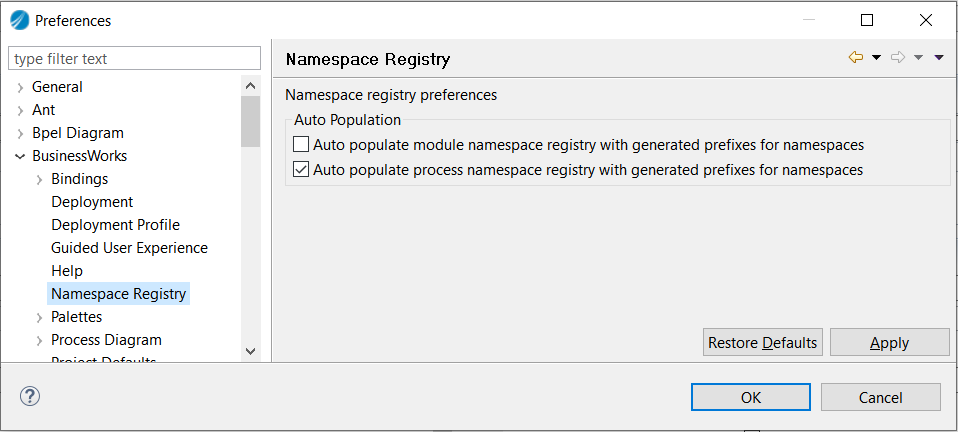 Preferences
type filter text
General
Ant
Bpel Diagram
BusinessWorks
Bindings
Deployment
Deployment Profile
Guided User Experience
Help
Namespace Registry
Palettes
Process Diagram
Project Defaults
Namespace Registry
Namespace registry preferences
Auto Population
Auto populate module namespace registry with generated prefixes for namespaces
Auto populate process namespace registry with generated prefixes for namespaces
Restore Defaults
Apply
?
OK
Cancel